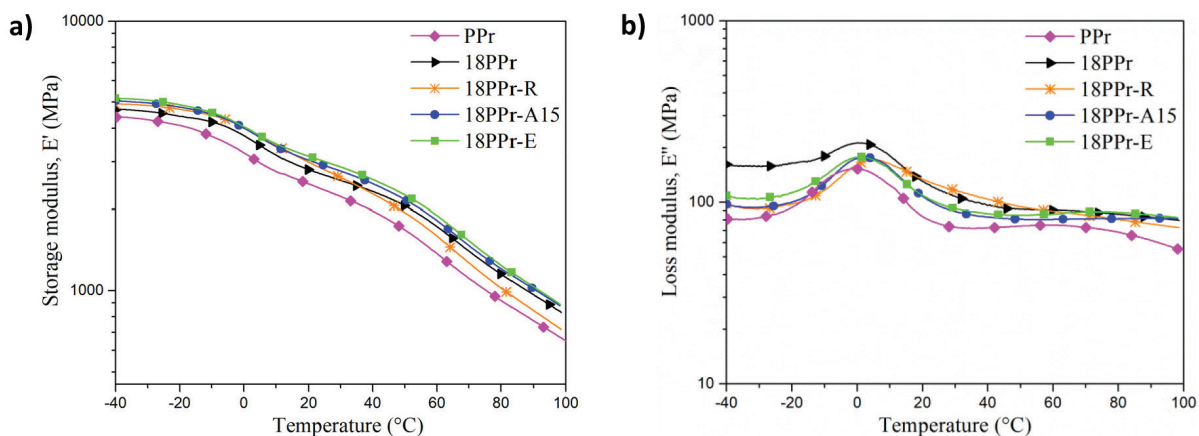 a)
10000
1000
Storage modulus, E' (MPa)
PPr
18PPr
18PPr-R
18PPr-A15
18PPr-E
-40 -20 0 20 40 60 80 100
Temperature (°C)
b)
1000
100
10
Loss modulus, E" (MPa)
PPr
18PPr
18PPr-R
18PPr-A15
18PPr-E
-40 -20 0 20 40 60 80 100
Temperature (°C)